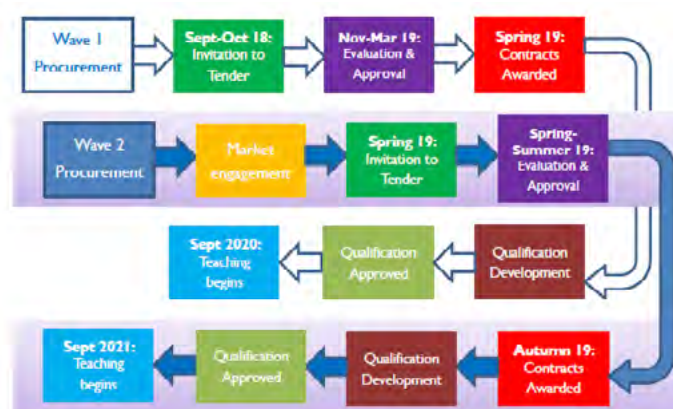 Wave 1
Procurement
Sept-Oct 18:
Invitation to
Tender
Nov-Mar 19:
Evaluation &
Approval
Spring 19:
Contracts
Awarded
Wave 2
Procurement
Market
engagement
Spring 19:
Invitation to
Tender
Spring-
Summer 19:
Evaluation &
Approval
Sept 2020:
Teaching
begins
Qualification
Approved
Qualification
Development
Sept 2021:
Teaching
begins
Qualification
Approved
Qualification
Development
Autumn 19:
Contracts
Awarded